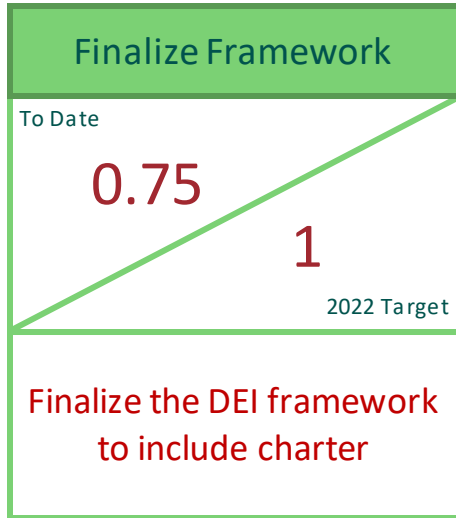 Finalize Framework
To Date
0.75
1
2022 Target
Finalize the DEI framework
to include charter